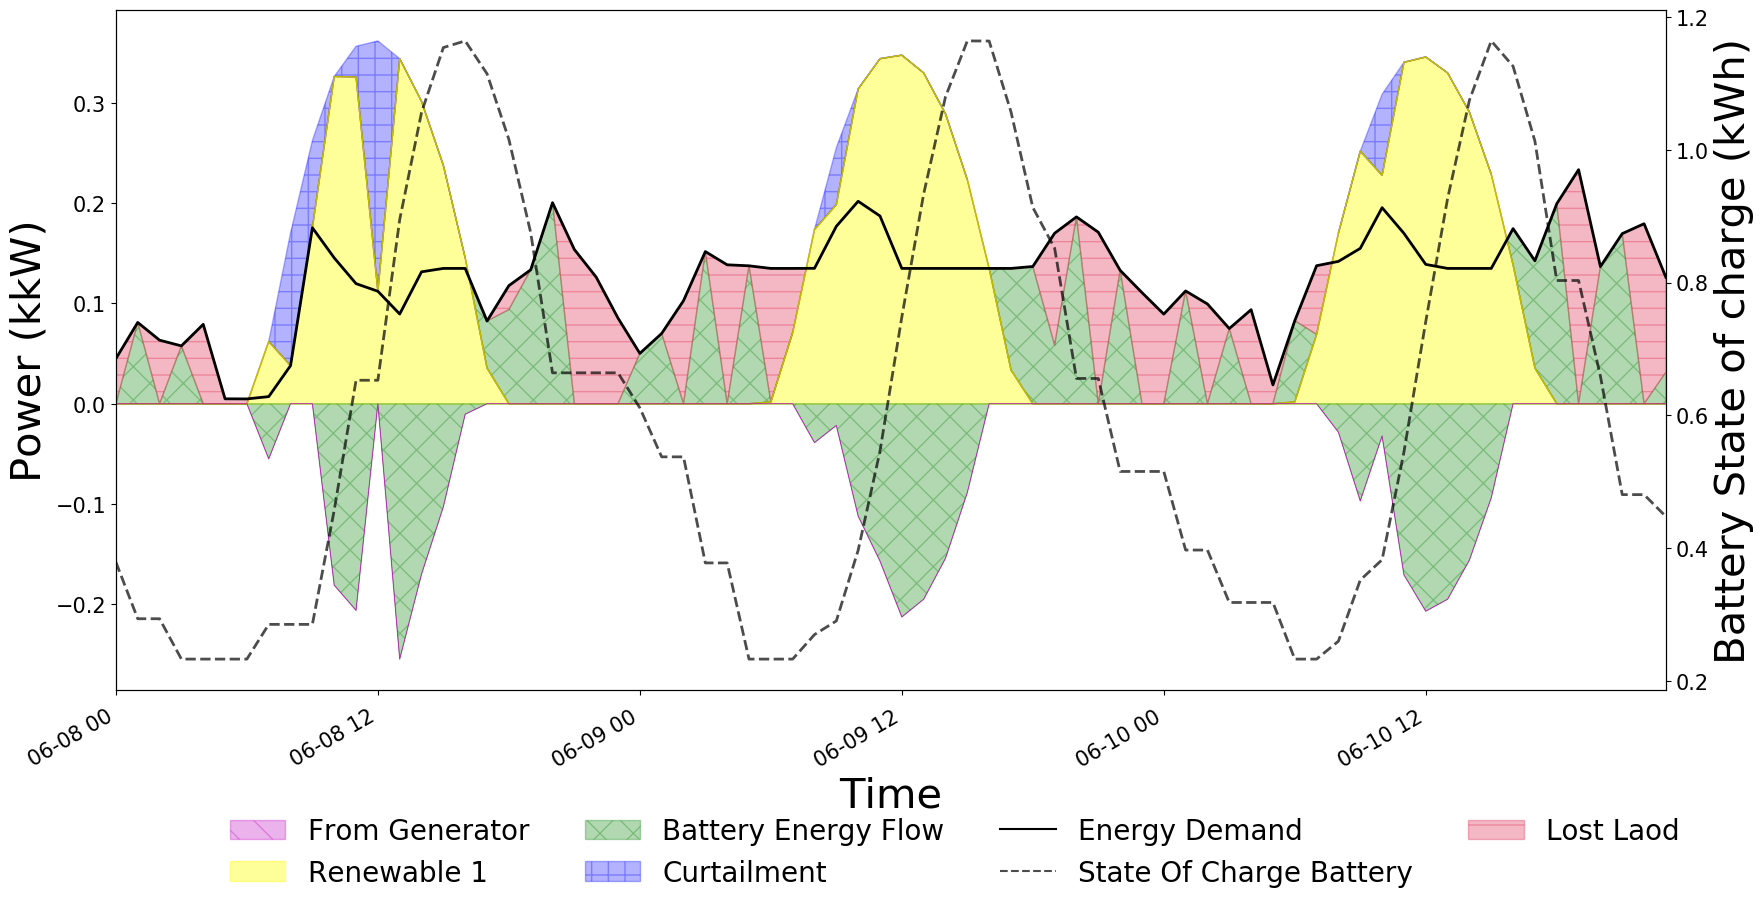 Power (kkW)
0.3
0.2
0.1
0.0
−0.1
−0.2
1.2
1.0
0.8
0.6
0.4
0.2
Battery State of charge (kWh)
06-08 00
06-08 12
06-09 00
06-09 12
06-10 00
06-10 12
Time
From Generator
Battery Energy Flow
Energy Demand
Lost Laod
Renewable 1
Curtailment
State Of Charge Battery